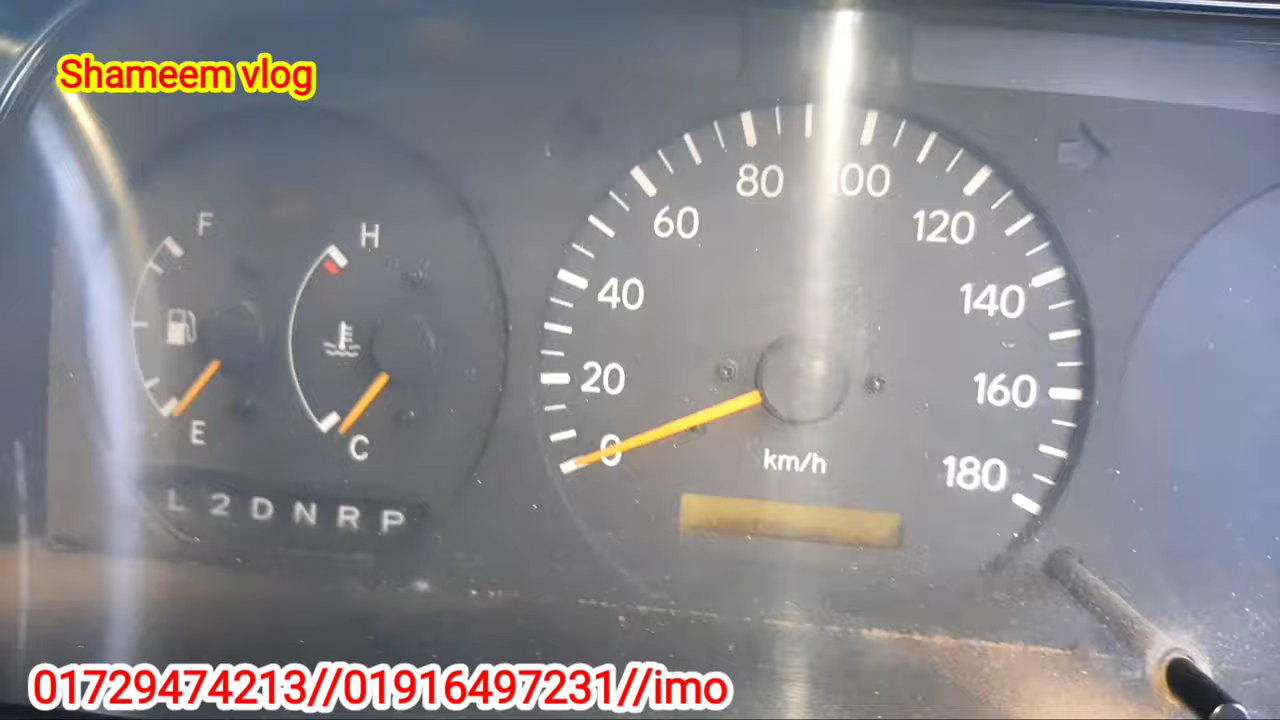 Shameem vlog
80 100
60 120
F H
40 140
20 160
0 km/h 180
E C
L 2 D N R P
01729474213//01916497231//imo